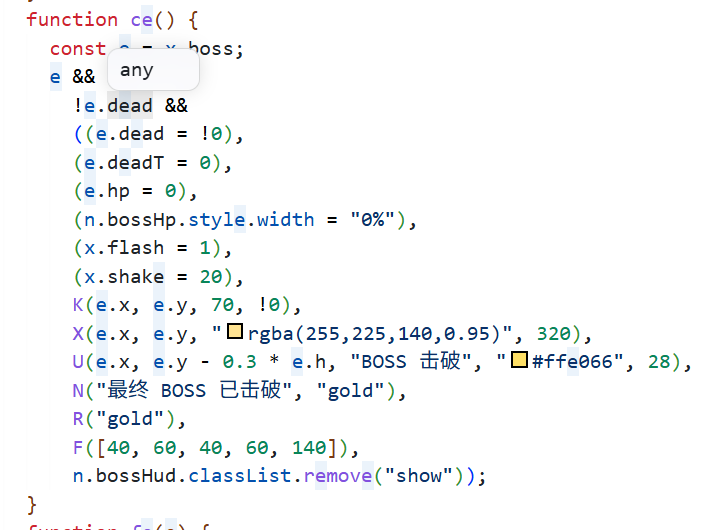 function ce() {
const e = x.boss;
any
e &&
!e.dead &&
((e.dead = !0),
(e.deadT = 0),
(e.hp = 0),
(n.bossHp.style.width = "0%"),
(x.flash = 1),
(x.shake = 20),
K(e.x, e.y, 70, !0),
X(e.x, e.y, "rgba(255,225,140,0.95)", 320),
U(e.x, e.y - 0.3 * e.h, "BOSS 击破", "#ffe066", 28),
N("最终 BOSS 已击破", "gold"),
R("gold"),
F([40, 60, 40, 60, 140]),
n.bossHud.classList.remove("show"));
}